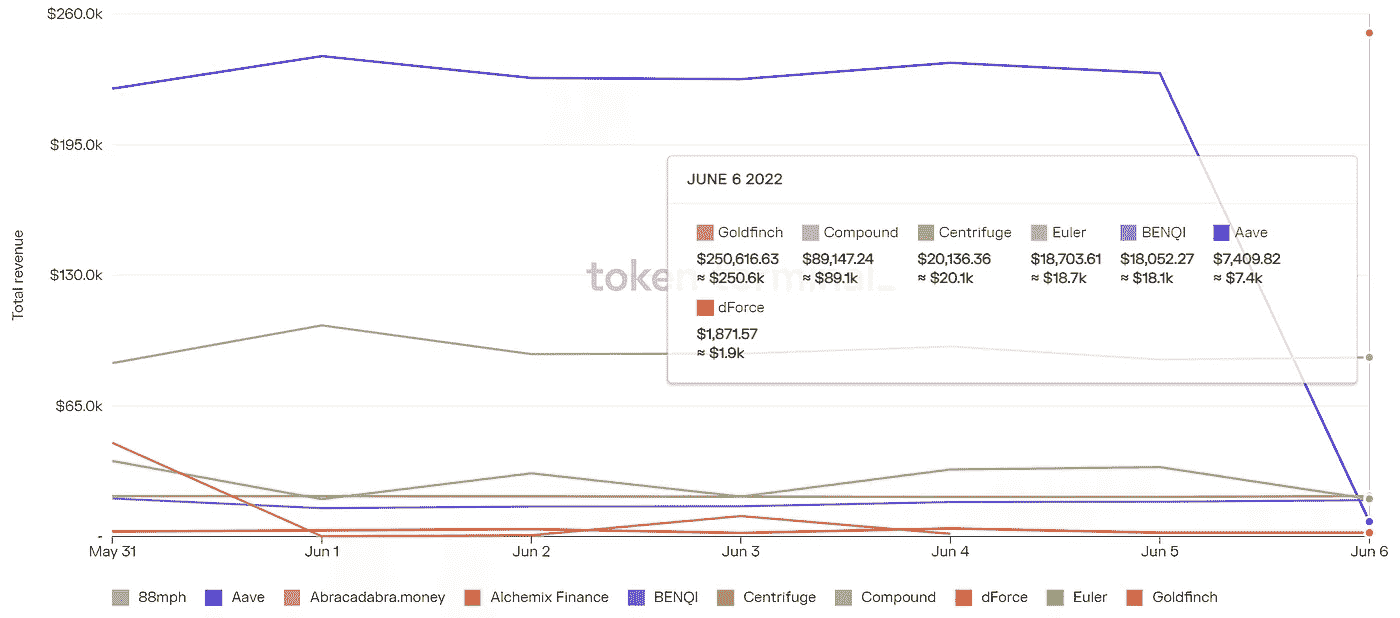 $260.0k
$195.0k
$130.0k
$65.0k
-
Total revenue
JUNE 6 2022
Goldfinch Compound Centrifuge Euler BENQI Aave
$250,616.63 $89,147.24 $20,136.36 $18,703.61 $18,052.27 $7,409.82
≈ $250.6k ≈ $89.1k ≈ $20.1k ≈ $18.7k ≈ $18.1k ≈ $7.4k
dForce
$1,871.57
≈ $1.9k
token terminal_
May 31 Jun 1 Jun 2 Jun 3 Jun 4 Jun 5 Jun 6
88mph Aave Abracadabra.money Alchemix Finance BENQI Centrifuge Compound dForce Euler Goldfinch